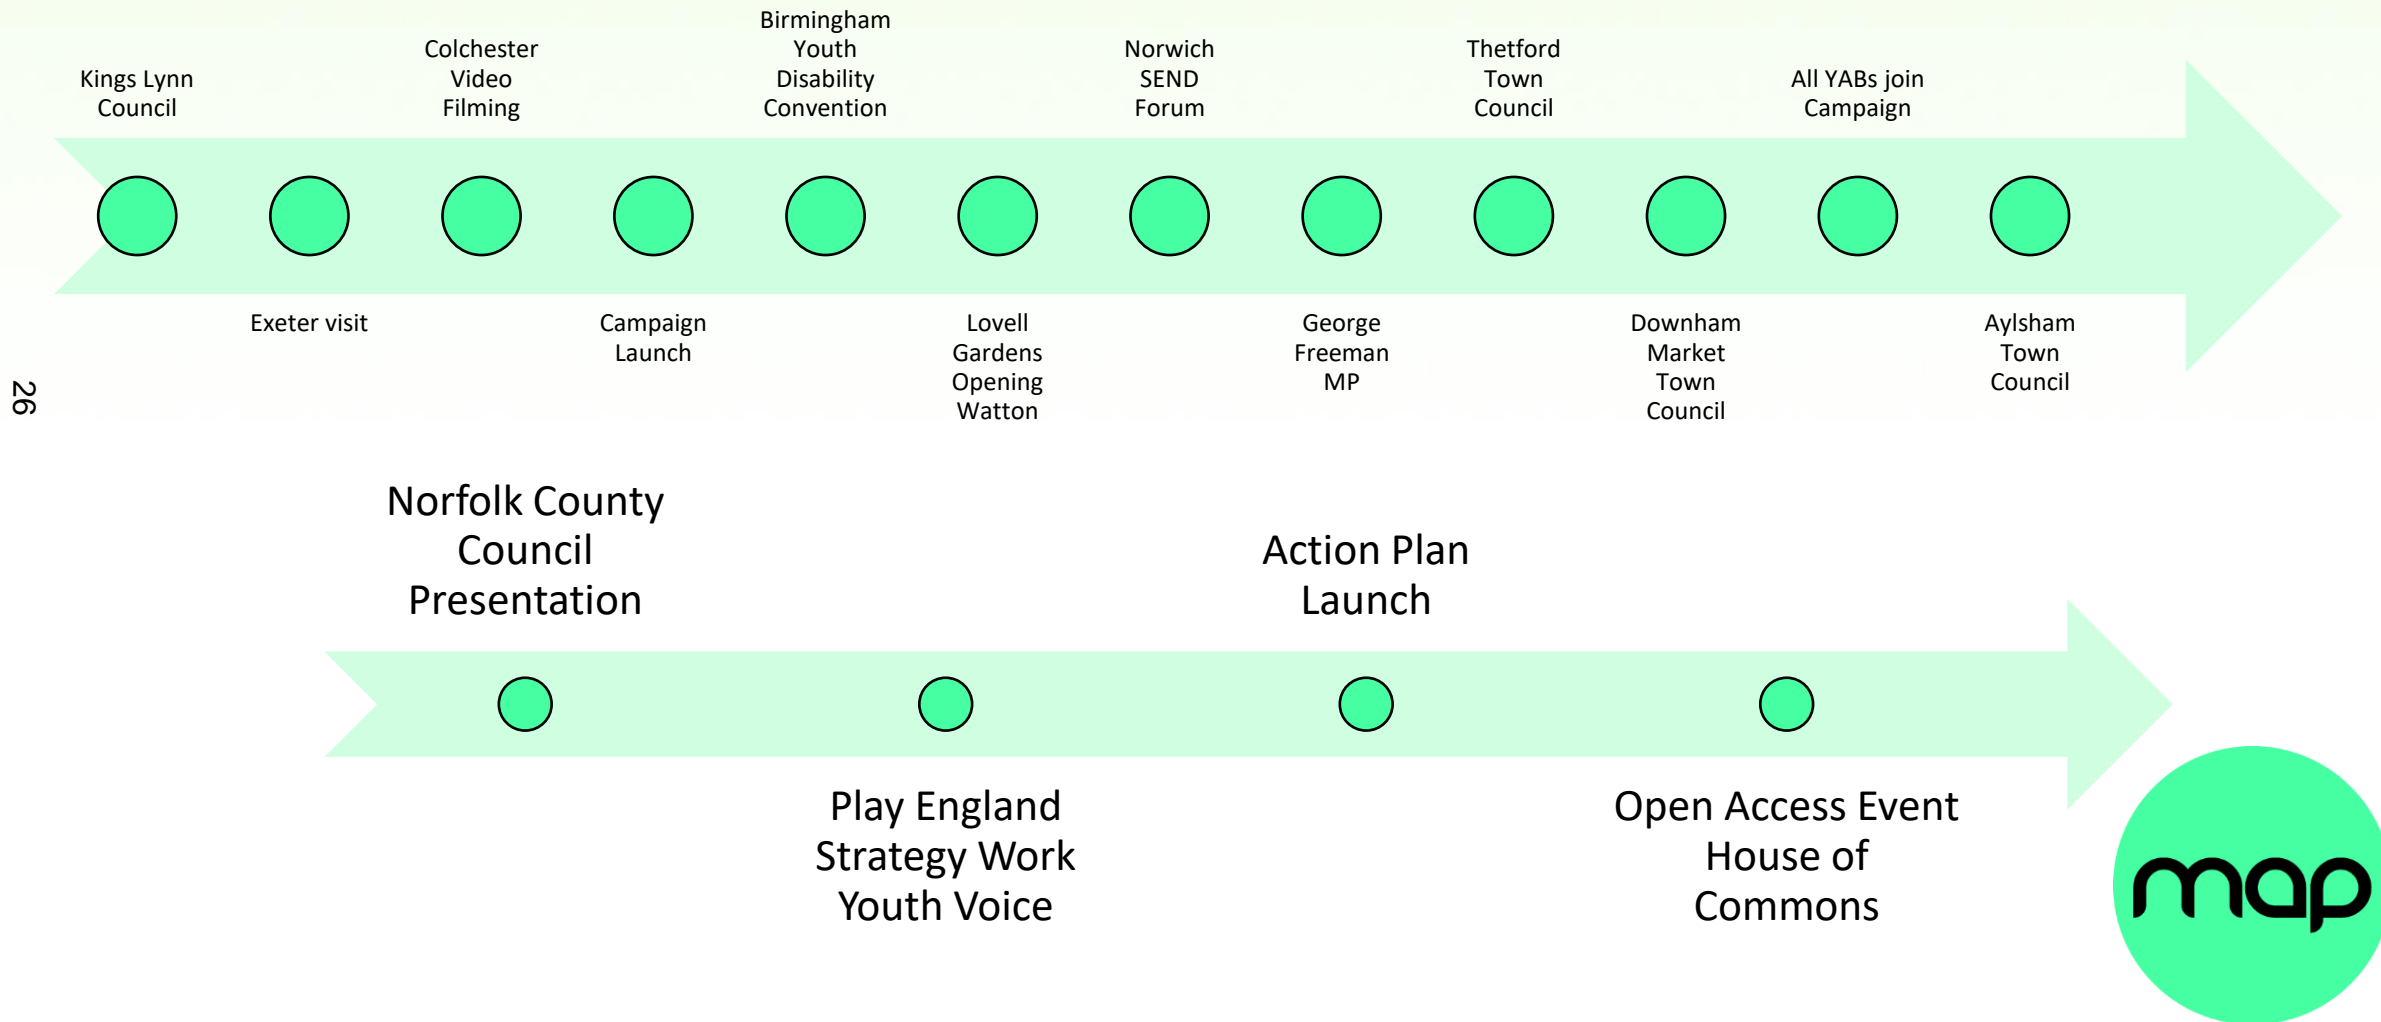 Kings Lynn
Council
Exeter visit
Colchester
Video
Filming
Campaign
Launch
Birmingham
Youth
Disability
Convention
Lovell
Gardens
Opening
Watton
Norwich
SEND
Forum
George
Freeman
MP
Thetford
Town
Council
Downham
Market
Town
Council
All YABs join
Campaign
Aylsham
Town
Council
26
Norfolk County
Council
Presentation
Play England
Strategy Work
Youth Voice
Action Plan
Launch
Open Access Event
House of
Commons
map